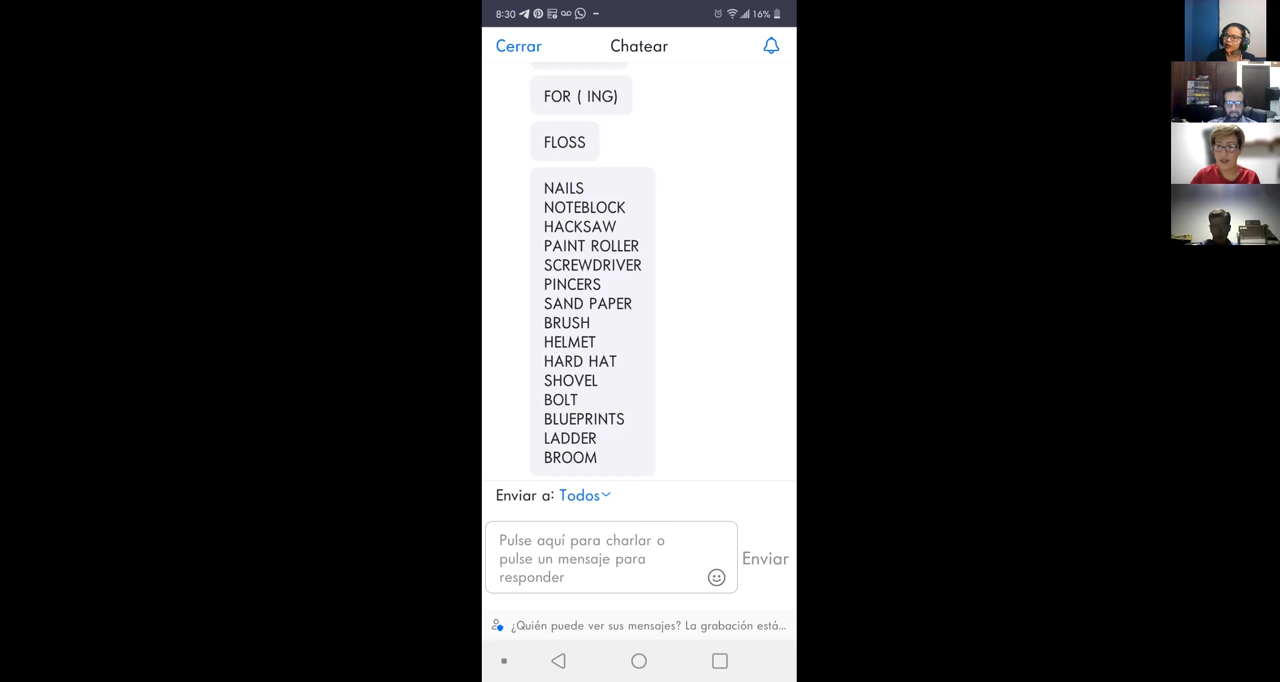 8:30
16%
Cerrar
Chatear
FOR ( ING)
FLOSS
NAILS
NOTEBLOCK
HACKSAW
PAINT ROLLER
SCREWDRIVER
PINCERS
SAND PAPER
BRUSH
HELMET
HARD HAT
SHOVEL
BOLT
BLUEPRINTS
LADDER
BROOM
Enviar a: Todos
Pulse aquí para charlar o
pulse un mensaje para
responder
Enviar
¿Quién puede ver sus mensajes? La grabación está...